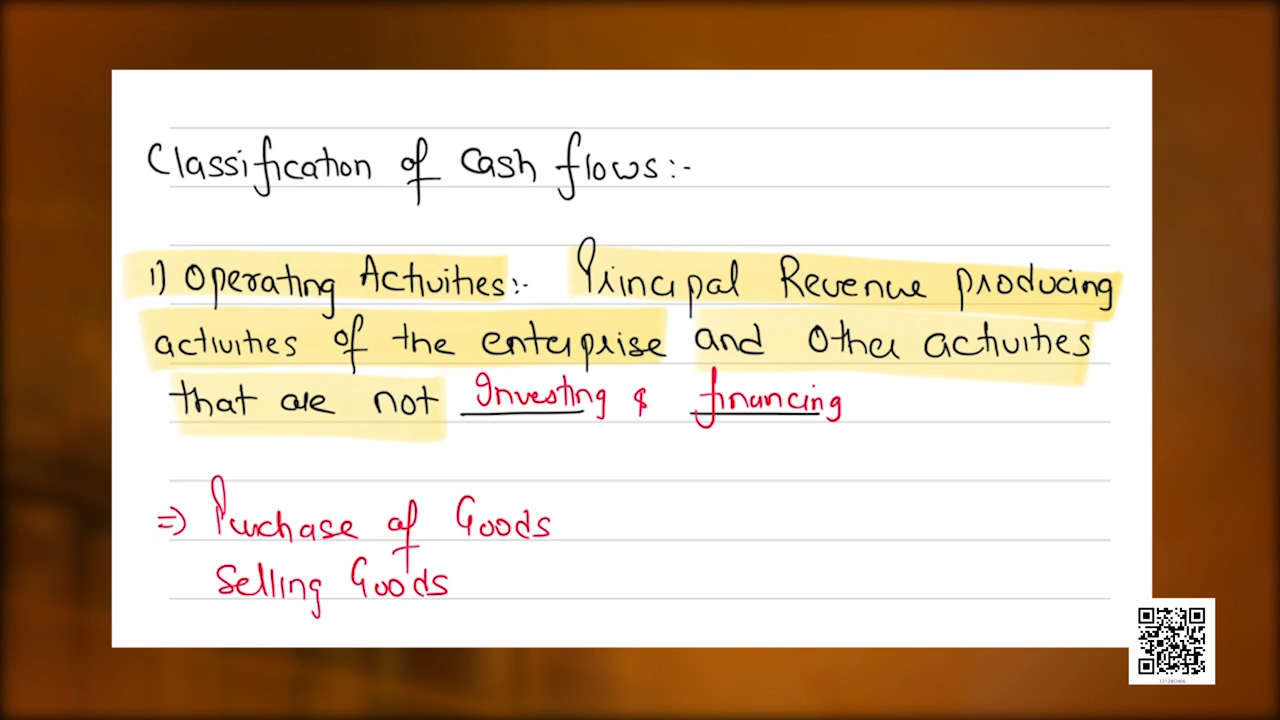 Classification of Cash flows:-
1) Operating Activities:- Principal Revenue producing
activities of the enterprise and Other activities
that are not Investing & financing
=> Purchase of Goods
Selling Goods
12128CH06